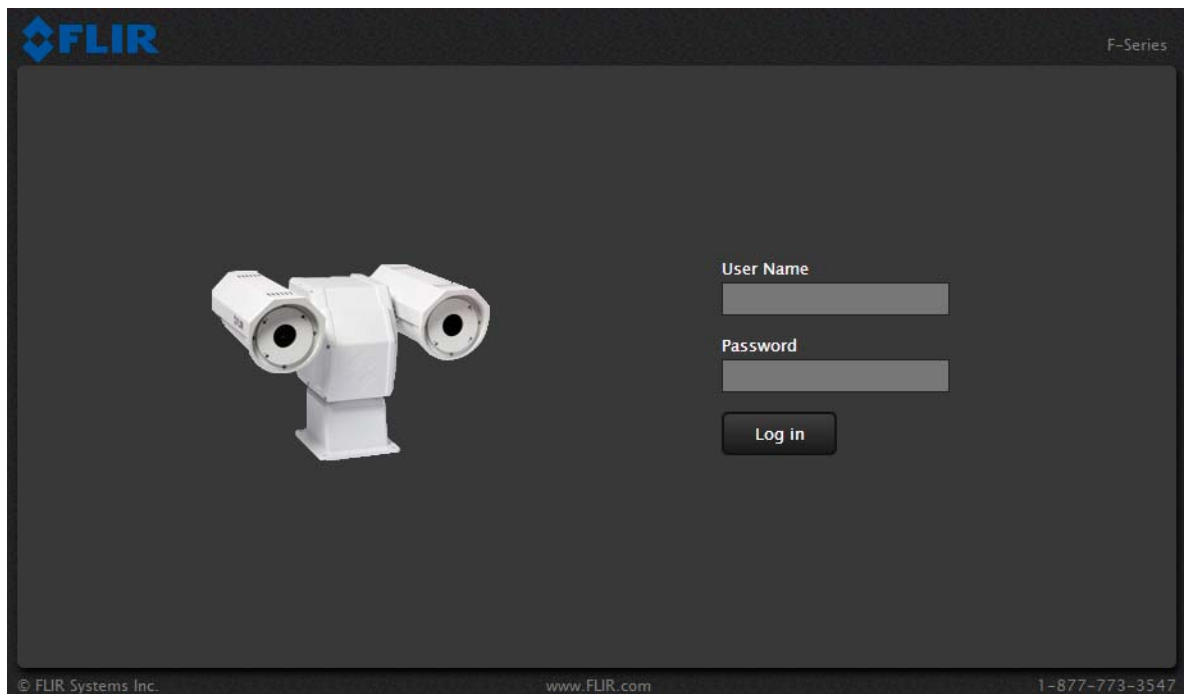 FLIR
F-Series
User Name
Password
Log in
© FLIR Systems Inc.
www.FLIR.com
1-877-773-3547